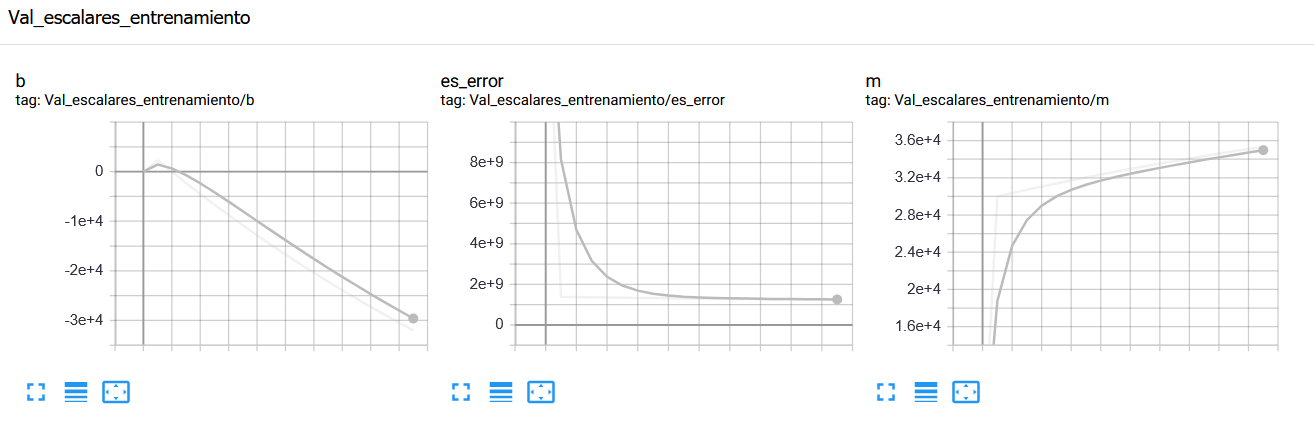 Val_escalares_entrenamiento
b
tag: Val_escalares_entrenamiento/b
0
-1e+4
-2e+4
-3e+4
es_error
tag: Val_escalares_entrenamiento/es_error
8e+9
6e+9
4e+9
2e+9
0
m
tag: Val_escalares_entrenamiento/m
3.6e+4
3.2e+4
2.8e+4
2.4e+4
2e+4
1.6e+4